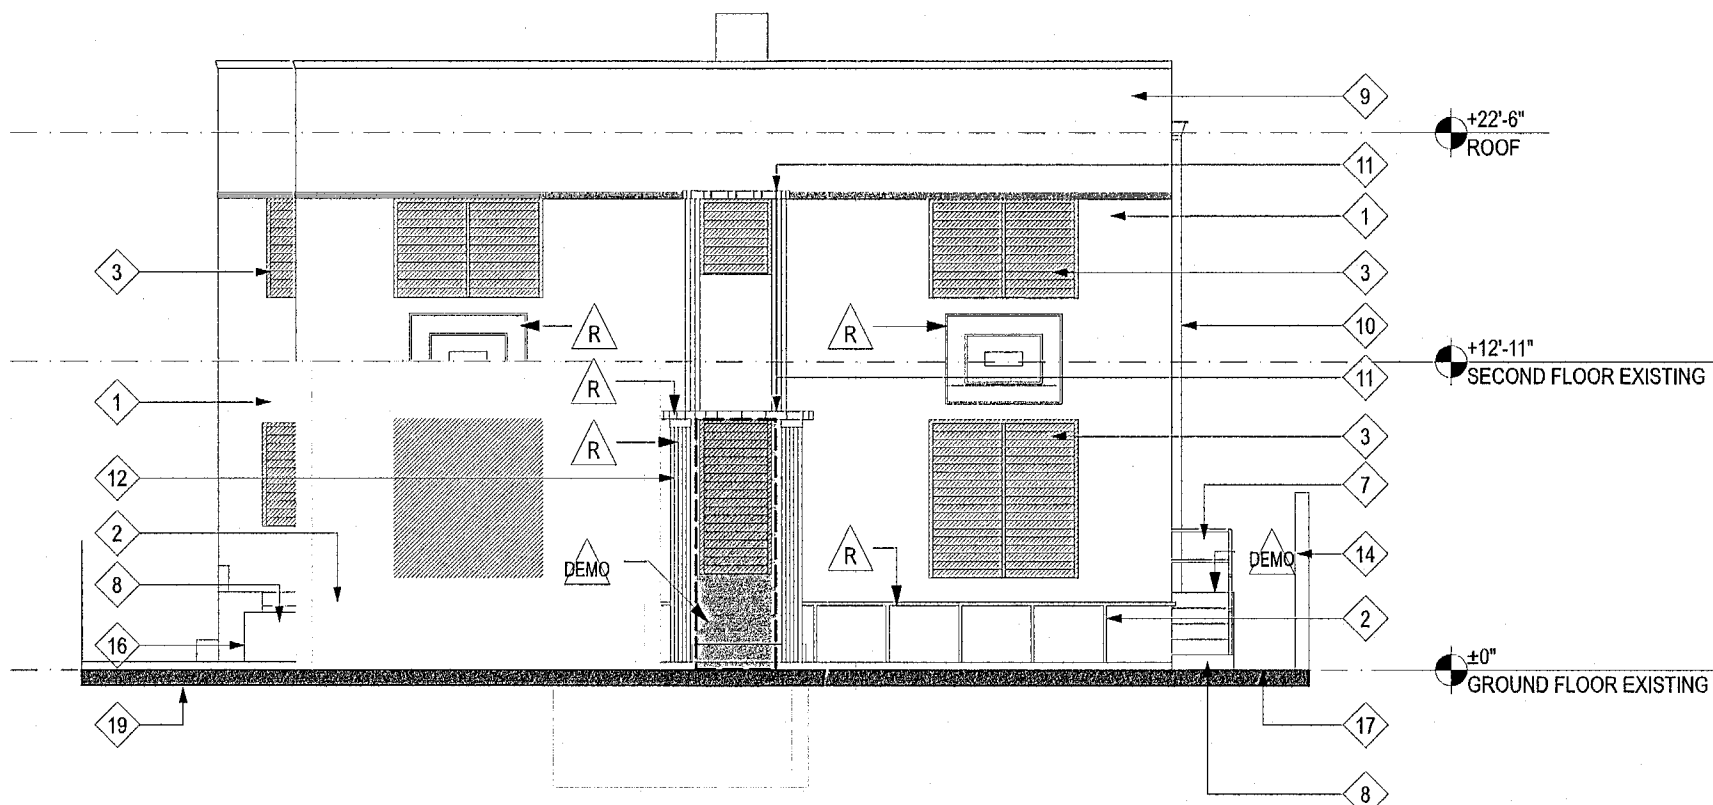 9
+22'-6"
ROOF
11
1
3
3
R
R
10
+12'-11"
SECOND FLOOR EXISTING
R
11
1
R
3
12
7
2
R
DEMO
DEMO
14
8
2
16
±0"
GROUND FLOOR EXISTING
19
17
8